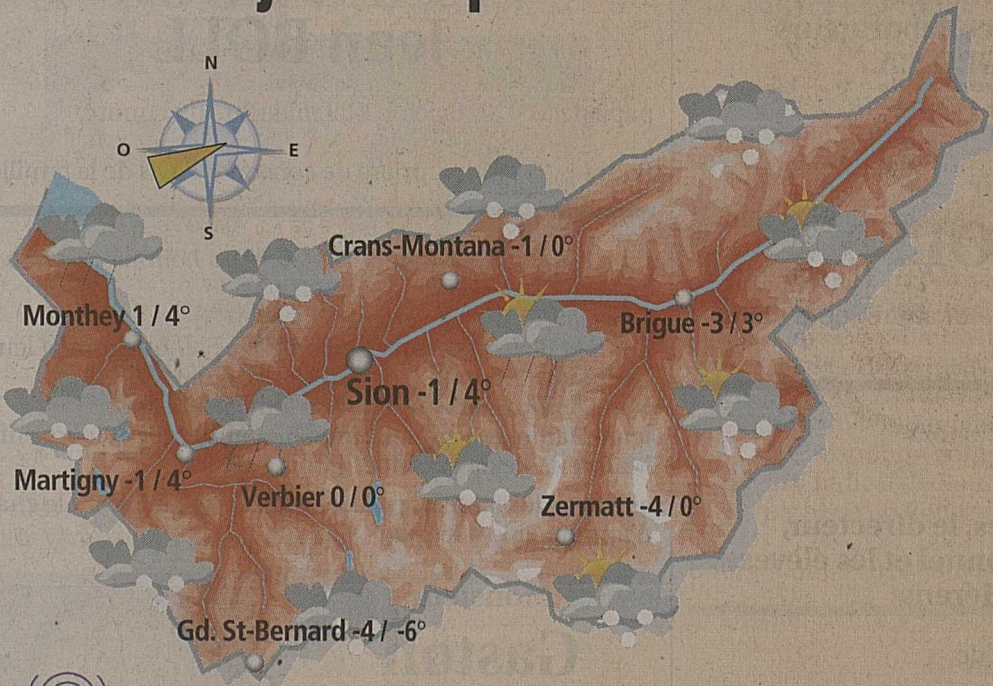 N
O E
S
Crans-Montana -1 / 0°
Monthey 1 / 4°
Brigue -3 / 3°
Sion -1 / 4°
Martigny -1 / 4°
Verbier 0 / 0°
Zermatt -4 / 0°
Gd. St-Bernard -4 / -6°